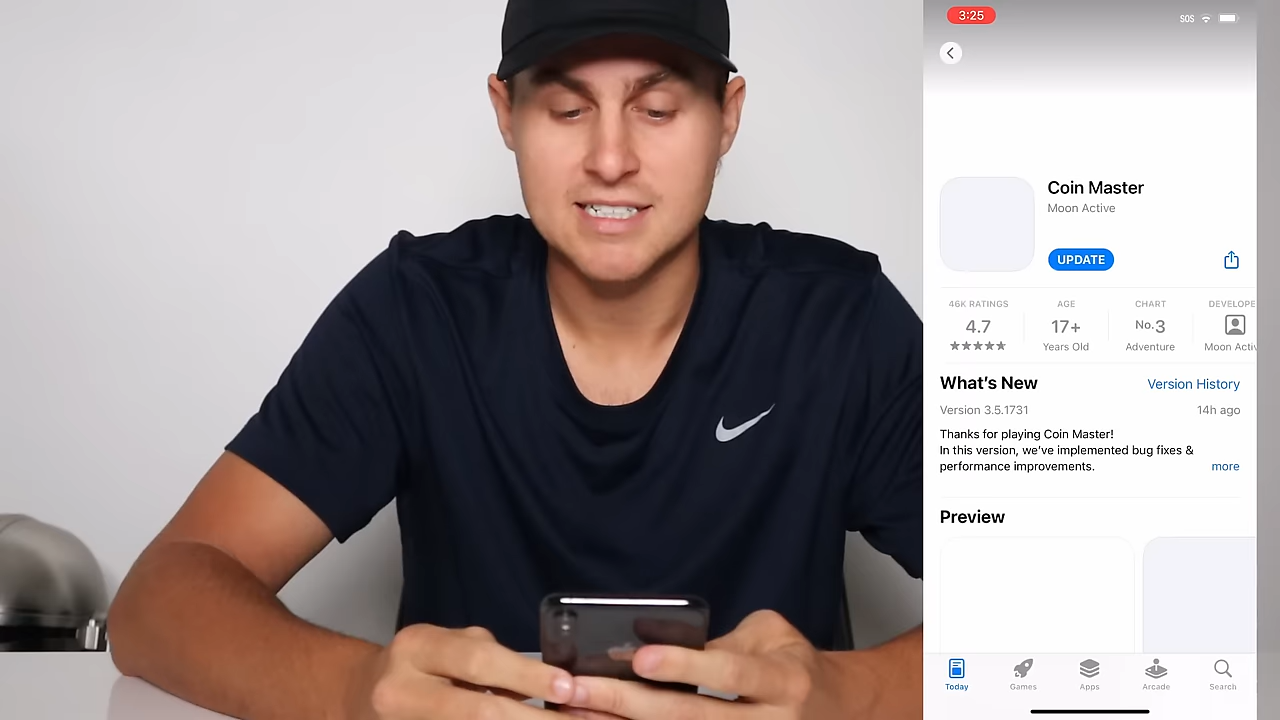 3:25
SOS
Coin Master
Moon Active
UPDATE
46K RATINGS
AGE
CHART
DEVELOPE
4.7
17+
No.3
Years Old
Adventure
Moon Activ
What's New
Version History
Version 3.5.1731
14h ago
Thanks for playing Coin Master!
In this version, we've implemented bug fixes &
performance improvements.
more
Preview
Today
Games
Apps
Arcade
Search